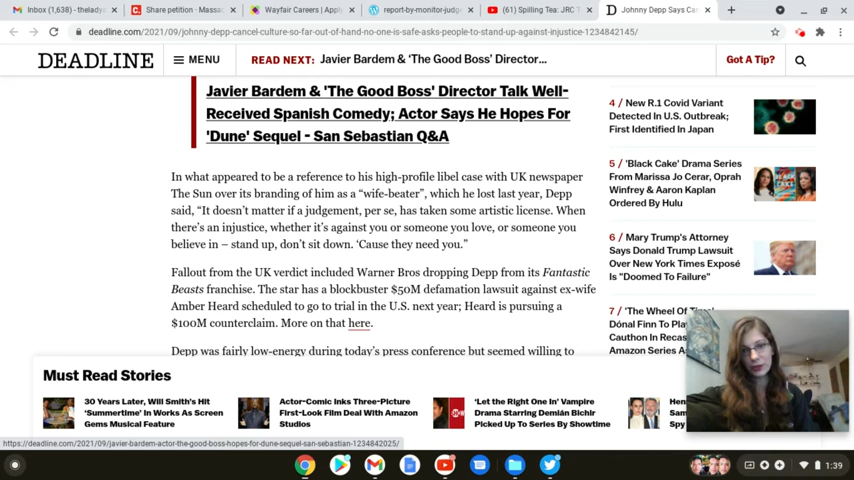 Inbox (1,638) - thelady
Share petition · Mass
Wayfair Careers | Appl
report-by-monitor-judg
(61) Spilling Tea: JRC T
Johnny Depp Says Ca
deadline.com/2021/09/johnny-depp-cancel-culture-so-far-out-of-hand-no-one-is-safe-asks-people-to-stand-up-against-injustice-1234842145/
DEADLINE
MENU
READ NEXT: Javier Bardem & ‘The Good Boss’ Director...
Got A Tip?
Javier Bardem & 'The Good Boss' Director Talk Well-
Received Spanish Comedy; Actor Says He Hopes For
'Dune' Sequel - San Sebastian Q&A
In what appeared to be a reference to his high-profile libel case with UK newspaper
The Sun over its branding of him as a “wife-beater”, which he lost last year, Depp
said, “It doesn’t matter if a judgement, per se, has taken some artistic license. When
there’s an injustice, whether it’s against you or someone you love, or someone you
believe in – stand up, don’t sit down. ‘Cause they need you.”
Fallout from the UK verdict included Warner Bros dropping Depp from its Fantastic
Beasts franchise. The star has a blockbuster $50M defamation lawsuit against ex-wife
Amber Heard scheduled to go to trial in the U.S. next year; Heard is pursuing a
$100M counterclaim. More on that here.
Depp was fairly low-energy during today’s press conference but seemed willing to
4 / New R.1 Covid Variant
Detected In U.S. Outbreak;
First Identified In Japan
5 / 'Black Cake' Drama Series
From Marissa Jo Cerar, Oprah
Winfrey & Aaron Kaplan
Ordered By Hulu
6 / Mary Trump's Attorney
Says Donald Trump Lawsuit
Over New York Times Exposé
Is "Doomed To Failure"
7 / 'The Wheel Of Time'
Dónal Finn To Pla
Cauthon In Recas
Amazon Series A
Must Read Stories
30 Years Later, Will Smith’s Hit
‘Summertime’ In Works As Screen
Gems Musical Feature
Actor-Comic Inks Three-Picture
First-Look Film Deal With Amazon
Studios
‘Let the Right One In’ Vampire
Drama Starring Demián Bichir
Picked Up To Series By Showtime
SHO
Hen
Sam
Spy
https://deadline.com/2021/09/javier-bardem-actor-the-good-boss-hopes-for-dune-sequel-san-sebastian-1234842025/
1:39